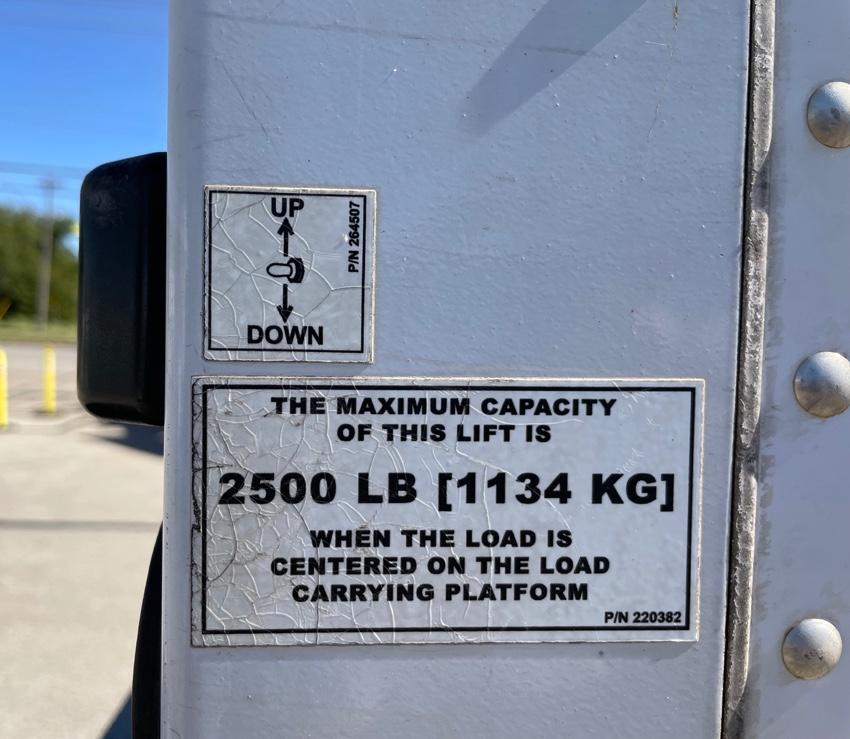 UP
P/N 264507
DOWN
THE MAXIMUM CAPACITY
OF THIS LIFT IS
2500 LB [1134 KG]
WHEN THE LOAD IS
CENTERED ON THE LOAD
CARRYING PLATFORM
P/N 220382